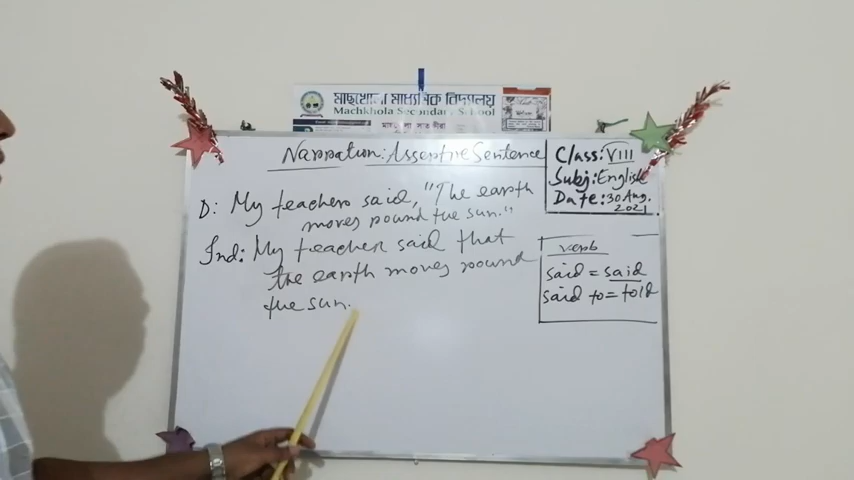 মাছখোলা মাধ্যমিক বিদ্যালয়
Machkhola Secondary School
Narration: Assertive Sentence
Class: VIII
Subj: English
Date: 30 Aug. 2021
D: My teacher said, "The earth
moves round the sun."
Ind: My teacher said that
the earth moves round
the sun.
verb
said = said
said to = told